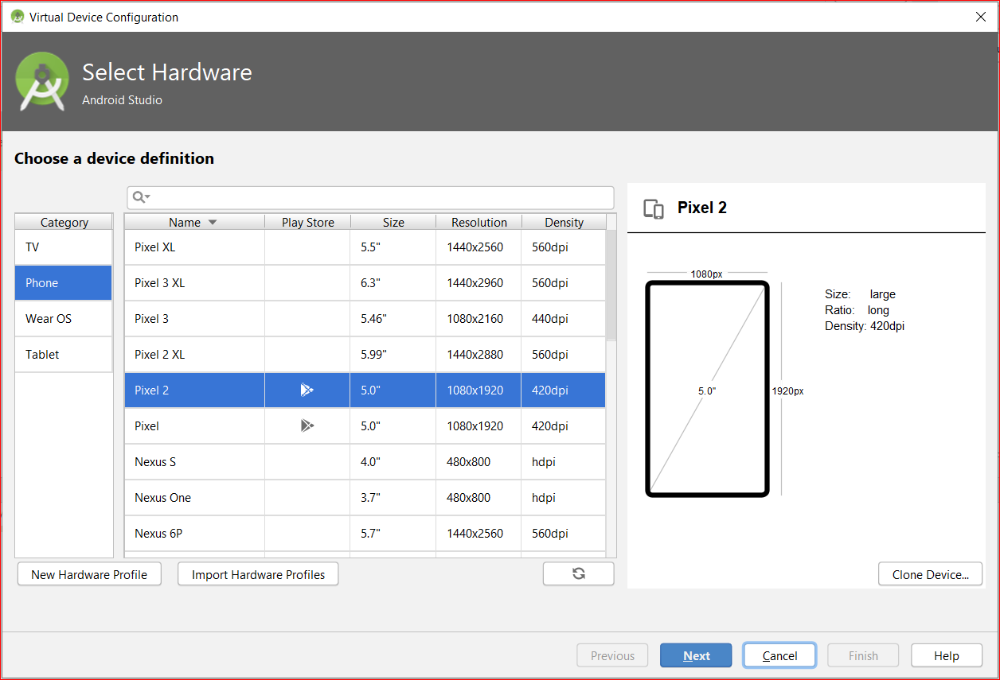 Virtual Device Configuration
Select Hardware
Android Studio
Choose a device definition
Category
TV
Phone
Wear OS
Tablet
Name Play Store Size Resolution Density
Pixel XL 5.5" 1440x2560 560dpi
Pixel 3 XL 6.3" 1440x2960 560dpi
Pixel 3 5.46" 1080x2160 440dpi
Pixel 2 XL 5.99" 1440x2880 560dpi
Pixel 2 5.0" 1080x1920 420dpi
Pixel 5.0" 1080x1920 420dpi
Nexus S 4.0" 480x800 hdpi
Nexus One 3.7" 480x800 hdpi
Nexus 6P 5.7" 1440x2560 560dpi
New Hardware Profile Import Hardware Profiles
Pixel 2
1080px
5.0"
1920px
Size: large
Ratio: long
Density: 420dpi
Clone Device...
Previous Next Cancel Finish Help